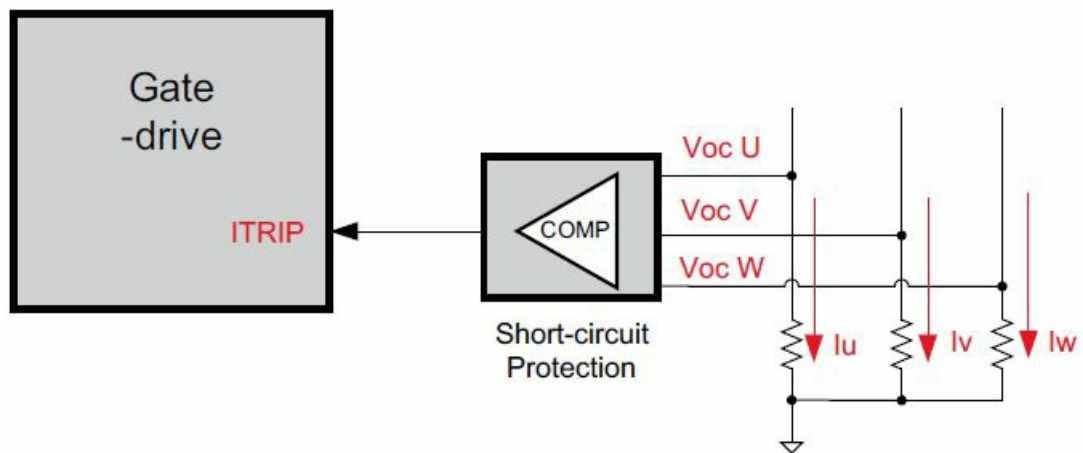 Gate
-drive
ITRIP
COMP
Short-circuit
Protection
Voc U
Voc V
Voc W
Iu
Iv
Iw